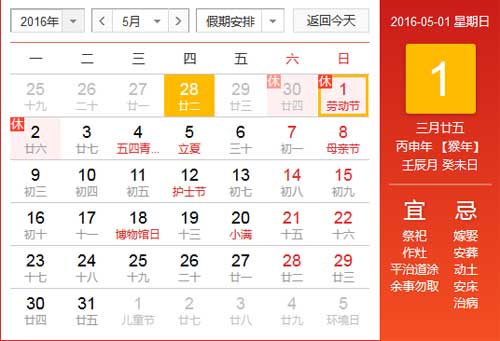 2016年 5月 假期安排 返回今天
一 二 三 四 五 六 日
25 26 27 28 29 休 30 休 1
十九 二十 廿一 廿二 廿三 廿四 劳动节
休 2 3 4 5 6 7 8
廿六 廿七 五四青... 立夏 三十 初一 母亲节
9 10 11 12 13 14 15
初三 初四 初五 护士节 初七 初八 初九
16 17 18 19 20 21 22
初十 十一 博物馆日 十三 小满 十五 十六
23 24 25 26 27 28 29
十七 十八 十九 二十 廿一 廿二 廿三
30 31 1 2 3 4 5
廿四 廿五 儿童节 廿七 廿八 廿九 环境日
2016-05-01 星期日
1
三月廿五
丙申年 【猴年】
壬辰月 癸未日
宜 忌
祭祀 嫁娶
作灶 安葬
平治道涂 动土
余事勿取 安床
治病